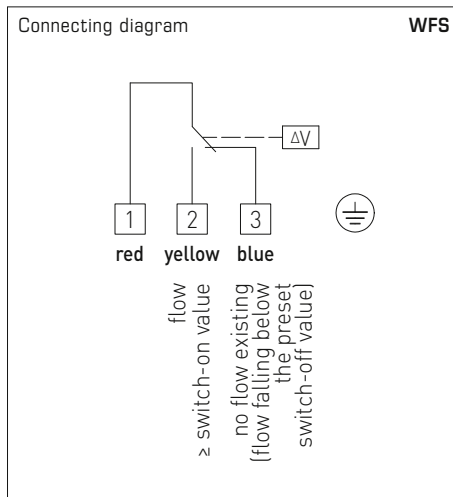 Connecting diagram
WFS
ΔV
1
2
3
red
yellow
blue
flow
≥ switch-on value
no flow existing
(flow falling below
the preset
switch-off value)